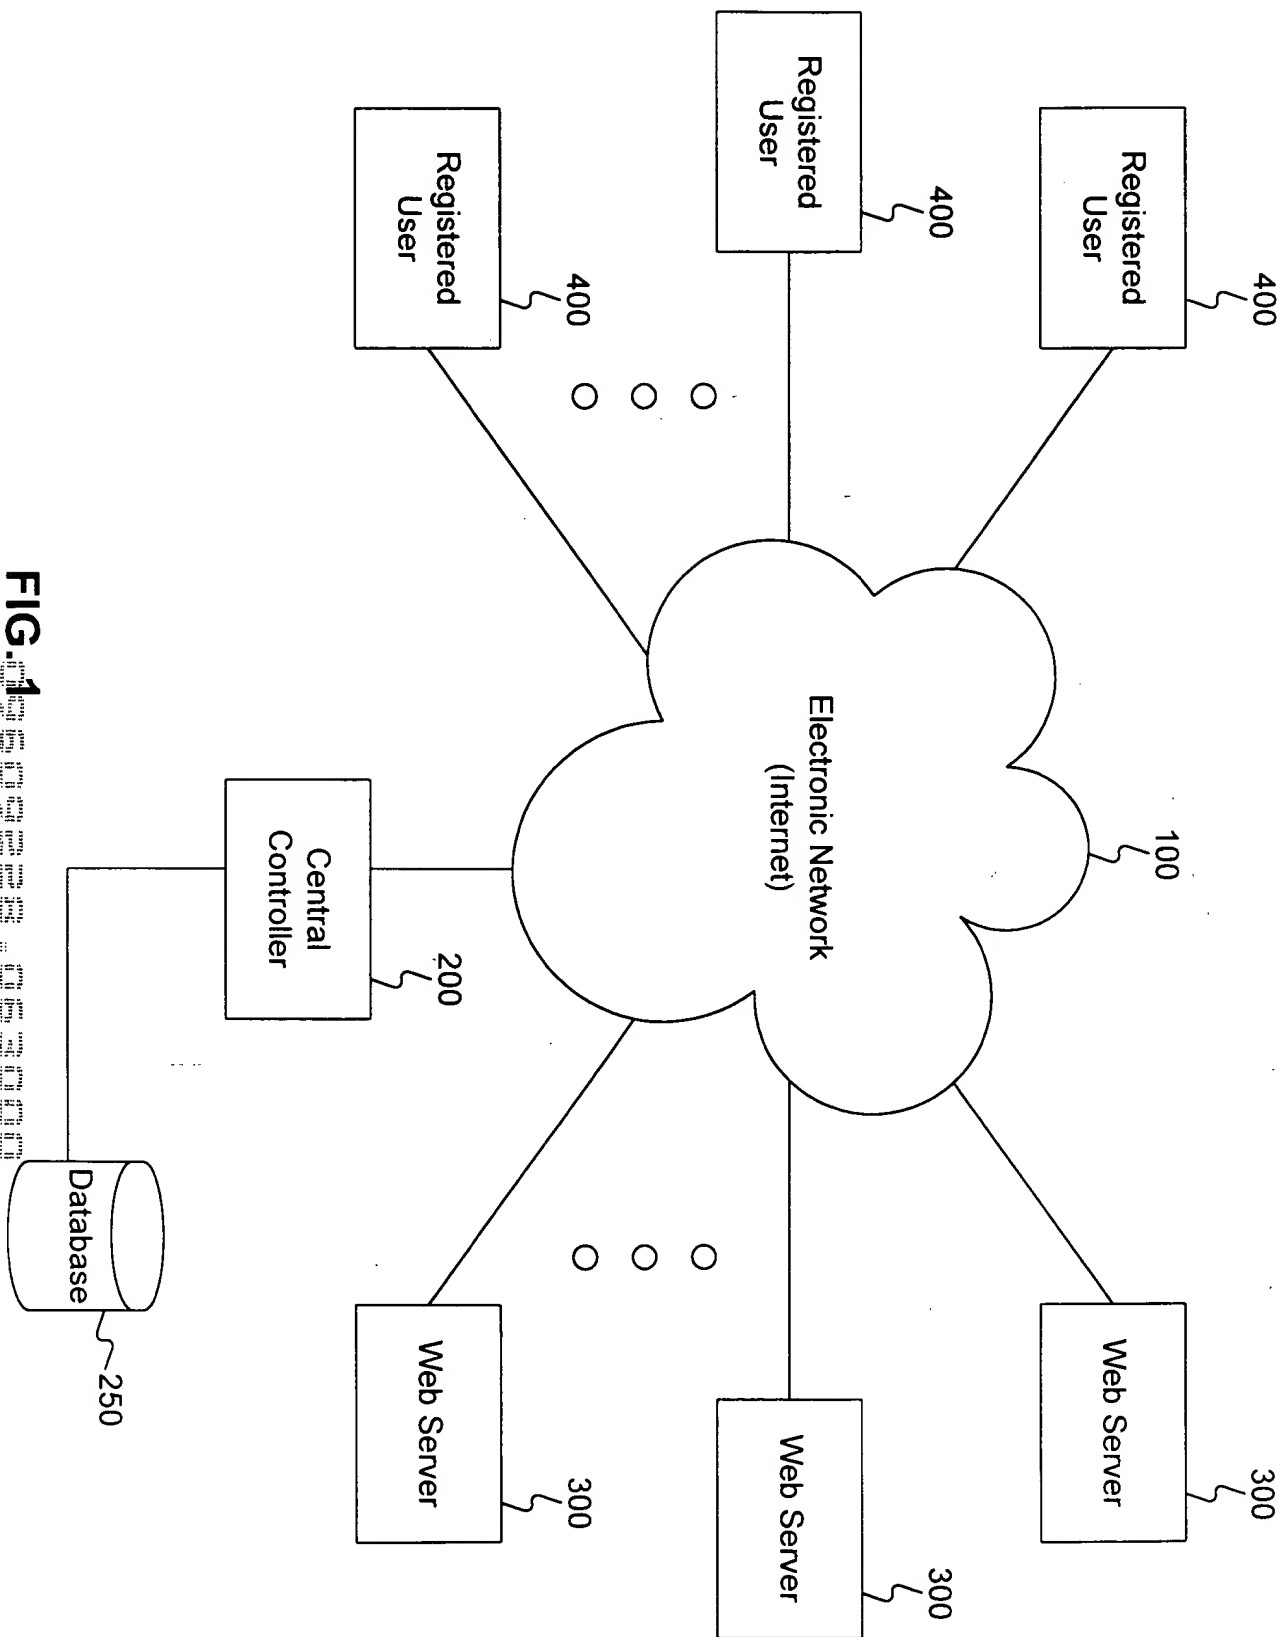 100
Electronic Network
(Internet)
400
Registered
User
400
Registered
User
400
Registered
User
300
Web Server
300
Web Server
300
Web Server
200
Central
Controller
Database
250
FIG. 1